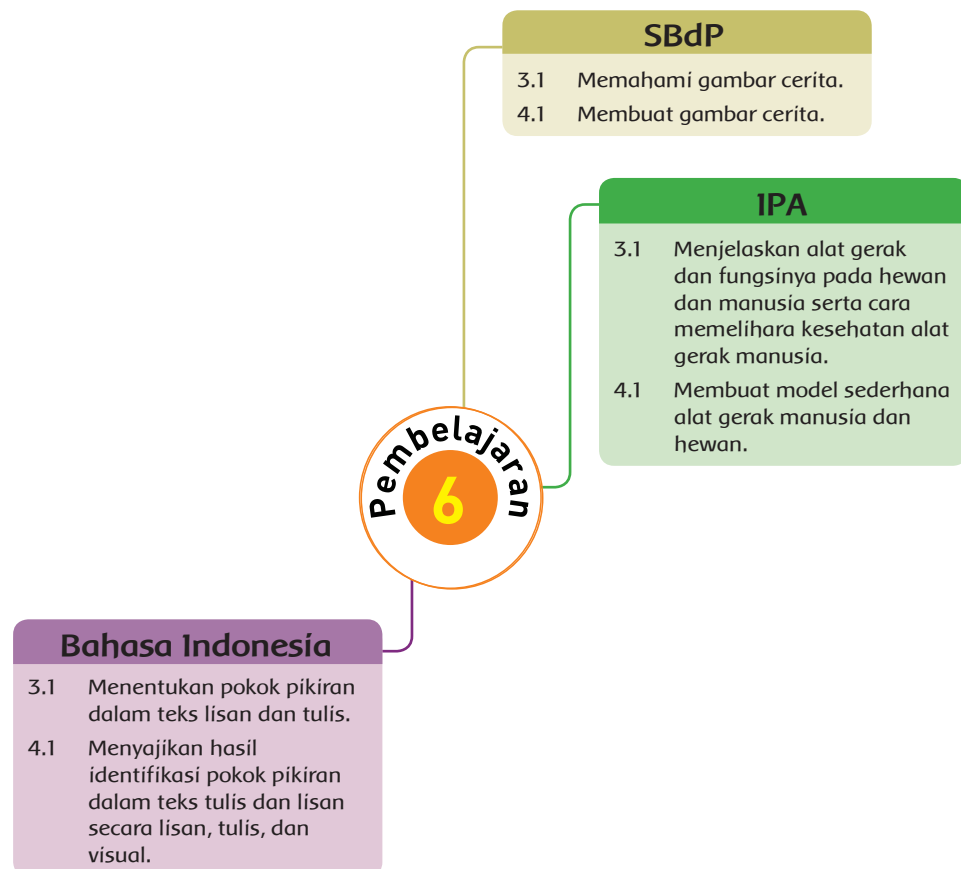 SBdP
3.1 Memahami gambar cerita.
4.1 Membuat gambar cerita.
IPA
3.1 Menjelaskan alat gerak
dan fungsinya pada hewan
dan manusia serta cara
memelihara kesehatan alat
gerak manusia.
4.1 Membuat model sederhana
alat gerak manusia dan
hewan.
Pembelajaran
6
Bahasa Indonesia
3.1 Menentukan pokok pikiran
dalam teks lisan dan tulis.
4.1 Menyajikan hasil
identifikasi pokok pikiran
dalam teks tulis dan lisan
secara lisan, tulis, dan
visual.